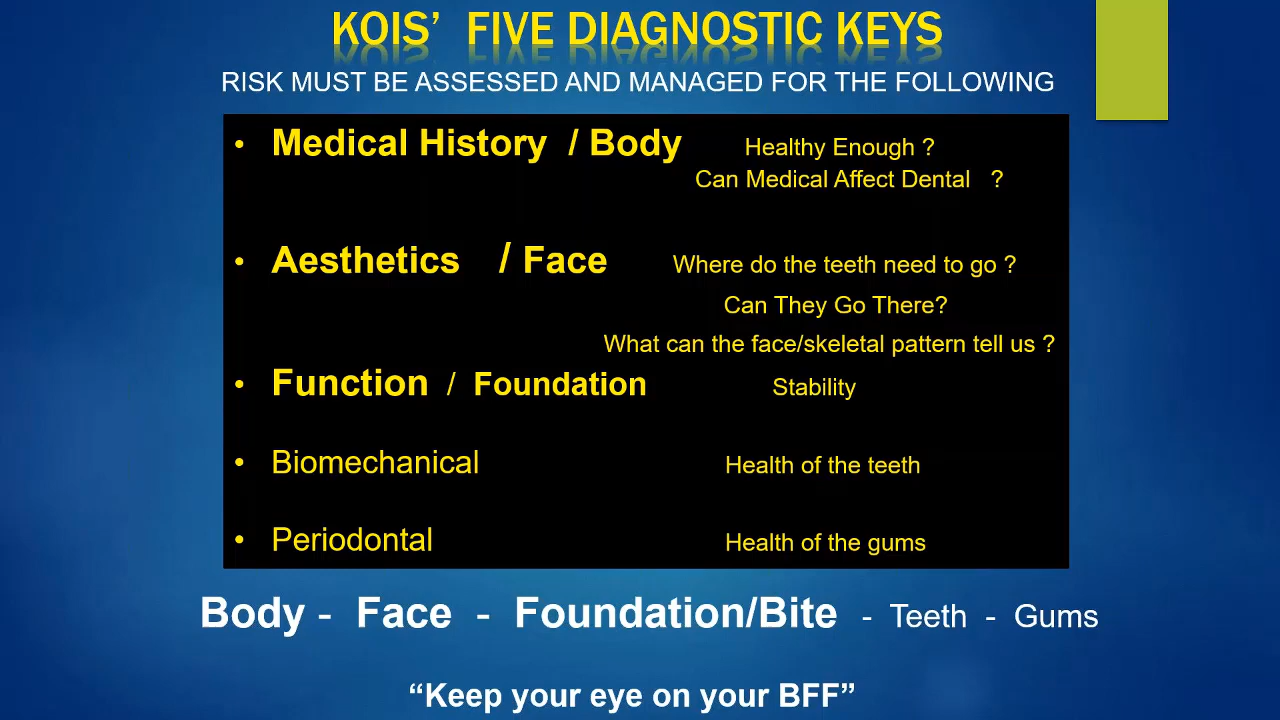 KOIS’ FIVE DIAGNOSTIC KEYS
RISK MUST BE ASSESSED AND MANAGED FOR THE FOLLOWING
• Medical History / Body Healthy Enough ?
Can Medical Affect Dental ?
• Aesthetics / Face Where do the teeth need to go ?
Can They Go There?
What can the face/skeletal pattern tell us ?
• Function / Foundation Stability
• Biomechanical Health of the teeth
• Periodontal Health of the gums
Body - Face - Foundation/Bite - Teeth - Gums
“Keep your eye on your BFF”